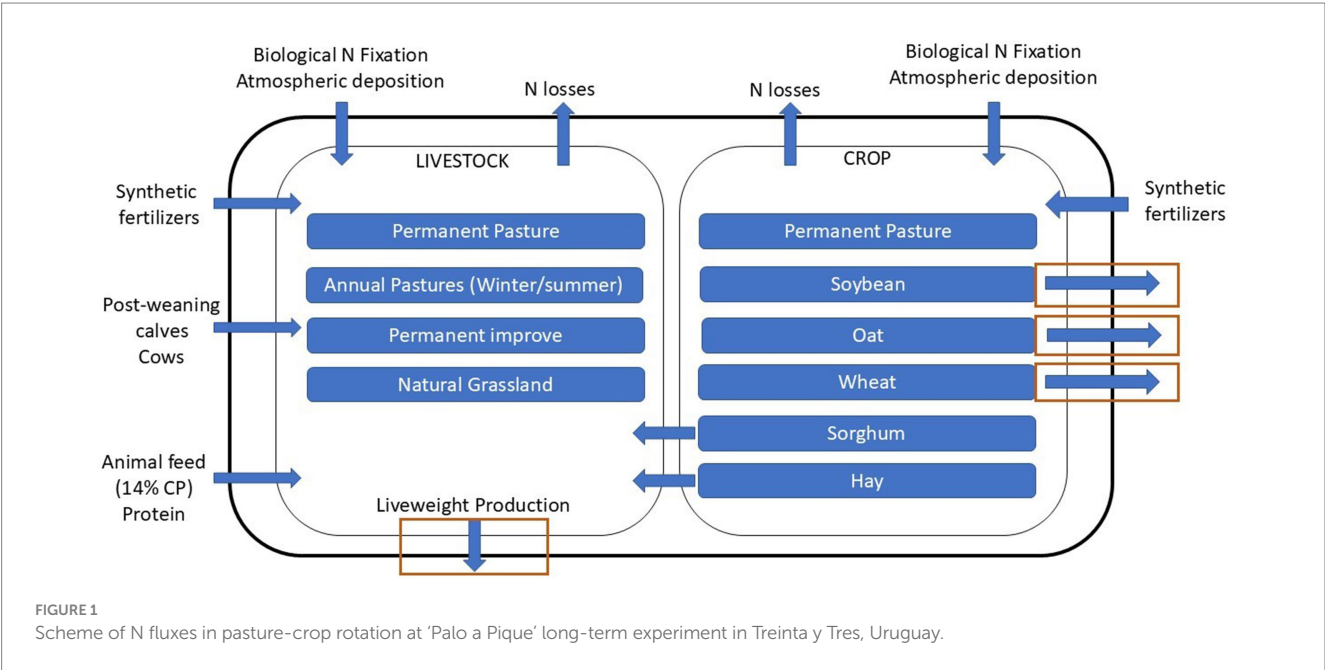 Biological N Fixation
Atmospheric deposition
N losses
N losses
Biological N Fixation
Atmospheric deposition
LIVESTOCK
CROP
Synthetic
fertilizers
Synthetic
fertilizers
Permanent Pasture
Permanent Pasture
Annual Pastures (Winter/summer)
Soybean
Post-weaning
calves
Cows
Permanent improve
Oat
Natural Grassland
Wheat
Sorghum
Animal feed
(14% CP)
Protein
Hay
Liveweight Production
FIGURE 1
Scheme of N fluxes in pasture-crop rotation at ‘Palo a Pique’ long-term experiment in Treinta y Tres, Uruguay.